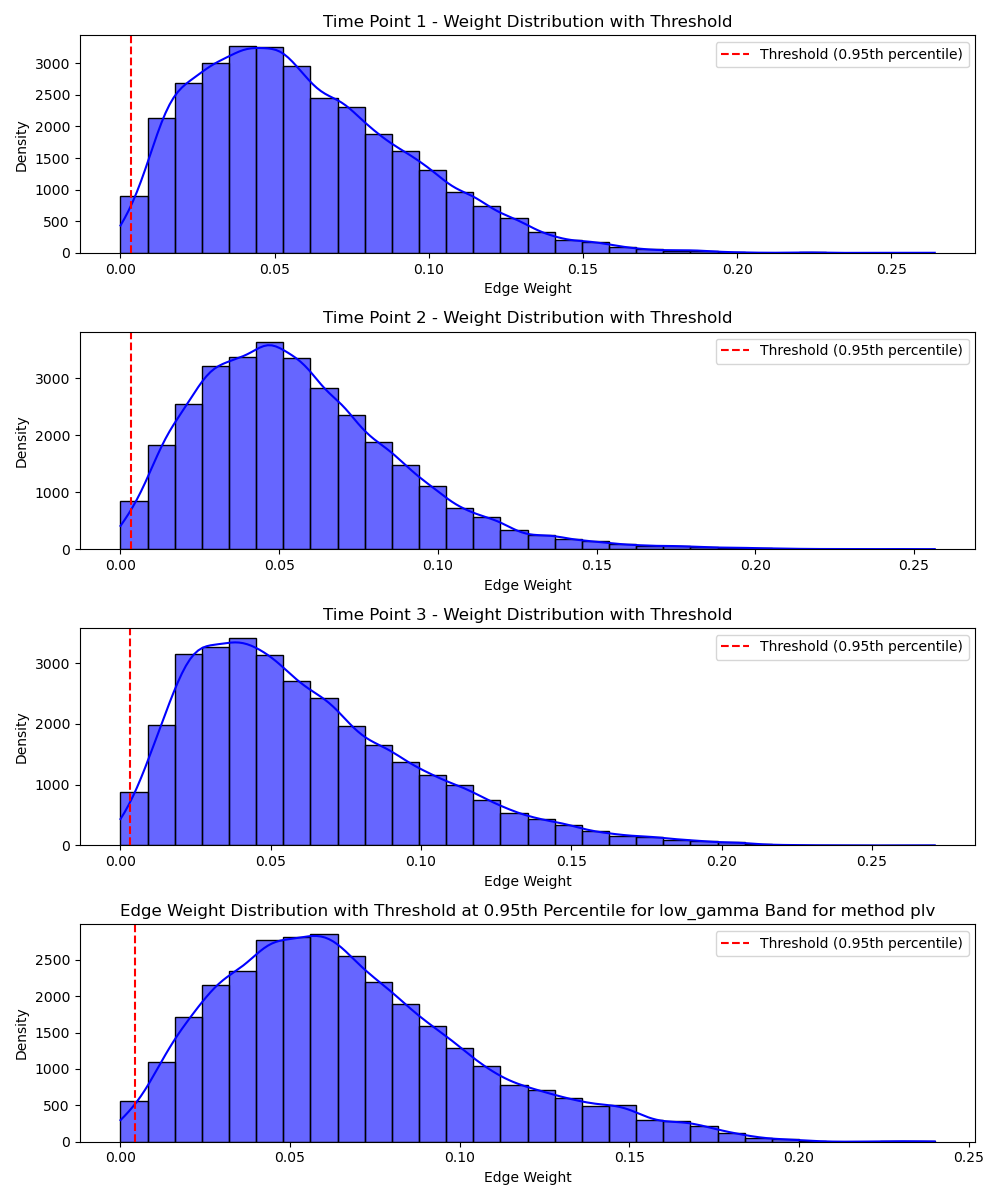 Time Point 1 - Weight Distribution with Threshold
Threshold (0.95th percentile)
Density
3000
2500
2000
1500
1000
500
0
0.00 0.05 0.10 0.15 0.20 0.25
Edge Weight
Time Point 2 - Weight Distribution with Threshold
Threshold (0.95th percentile)
Density
3000
2000
1000
0
0.00 0.05 0.10 0.15 0.20 0.25
Edge Weight
Time Point 3 - Weight Distribution with Threshold
Threshold (0.95th percentile)
Density
3000
2000
1000
0
0.00 0.05 0.10 0.15 0.20 0.25
Edge Weight
Edge Weight Distribution with Threshold at 0.95th Percentile for low_gamma Band for method plv
Threshold (0.95th percentile)
Density
2500
2000
1500
1000
500
0
0.00 0.05 0.10 0.15 0.20 0.25
Edge Weight